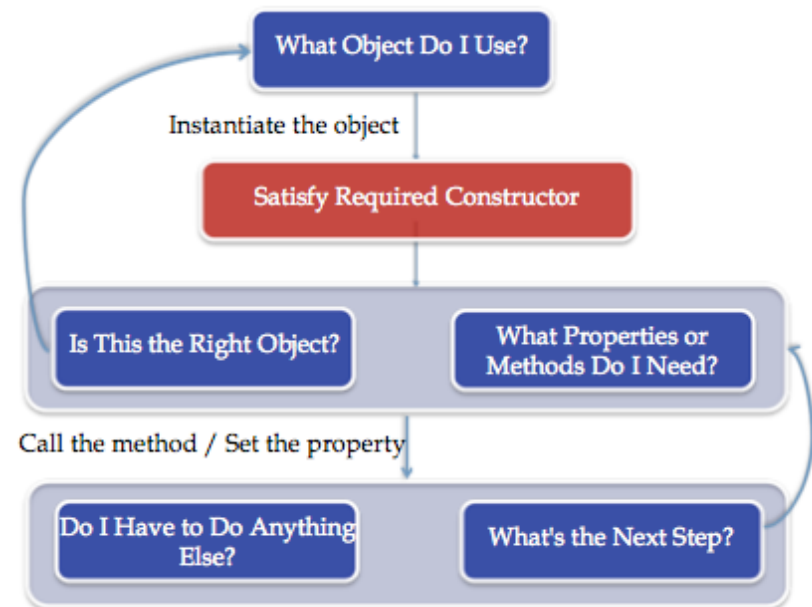 What Object Do I Use?
Instantiate the object
Satisfy Required Constructor
Is This the Right Object?
What Properties or
Methods Do I Need?
Call the method / Set the property
Do I Have to Do Anything
Else?
What's the Next Step?